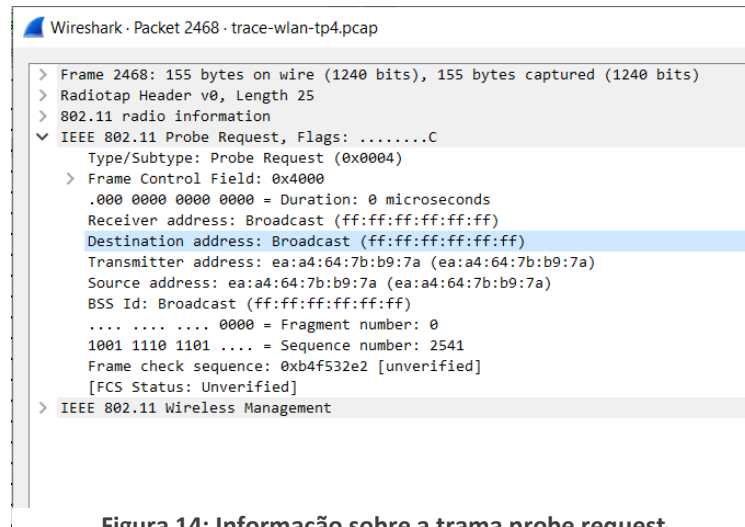 Wireshark · Packet 2468 · trace-wlan-tp4.pcap
> Frame 2468: 155 bytes on wire (1240 bits), 155 bytes captured (1240 bits)
> Radiotap Header v0, Length 25
> 802.11 radio information
IEEE 802.11 Probe Request, Flags: ........C
Type/Subtype: Probe Request (0x0004)
> Frame Control Field: 0x4000
.000 0000 0000 0000 = Duration: 0 microseconds
Receiver address: Broadcast (ff:ff:ff:ff:ff:ff)
Destination address: Broadcast (ff:ff:ff:ff:ff:ff)
Transmitter address: ea:a4:64:7b:b9:7a (ea:a4:64:7b:b9:7a)
Source address: ea:a4:64:7b:b9:7a (ea:a4:64:7b:b9:7a)
BSS Id: Broadcast (ff:ff:ff:ff:ff:ff)
.... .... .... 0000 = Fragment number: 0
1001 1110 1101 .... = Sequence number: 2541
Frame check sequence: 0xb4f532e2 [unverified]
[FCS Status: Unverified]
> IEEE 802.11 Wireless Management
Figura 14: Informação sobre a trama probe request